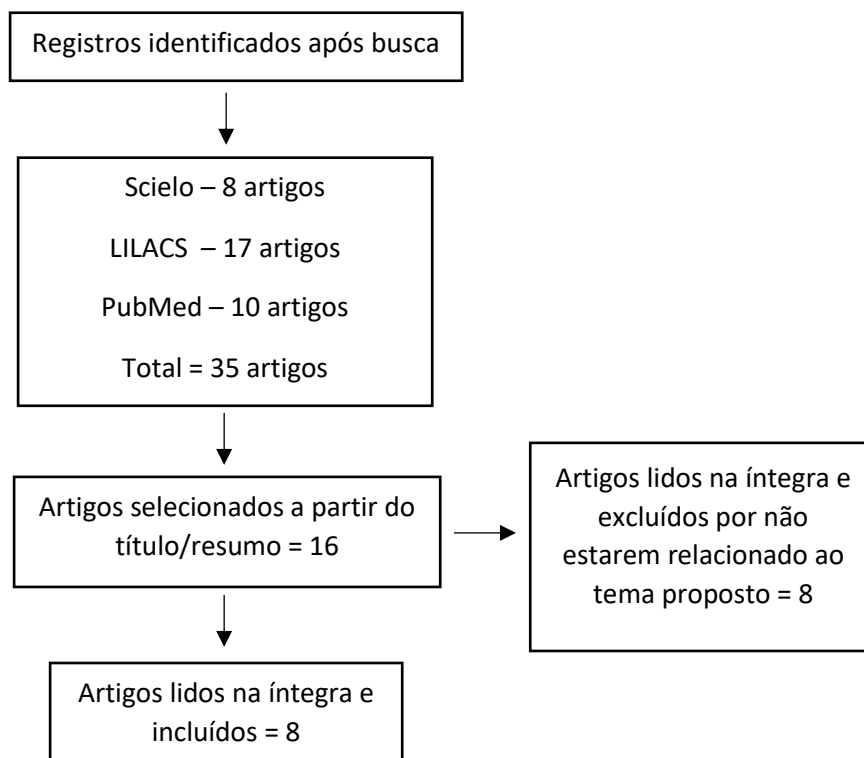 Registros identificados após busca
Scielo – 8 artigos
LILACS – 17 artigos
PubMed – 10 artigos
Total = 35 artigos
Artigos selecionados a partir do
título/resumo = 16
Artigos lidos na íntegra e
excluídos por não
estarem relacionado ao
tema proposto = 8
Artigos lidos na íntegra e
incluídos = 8